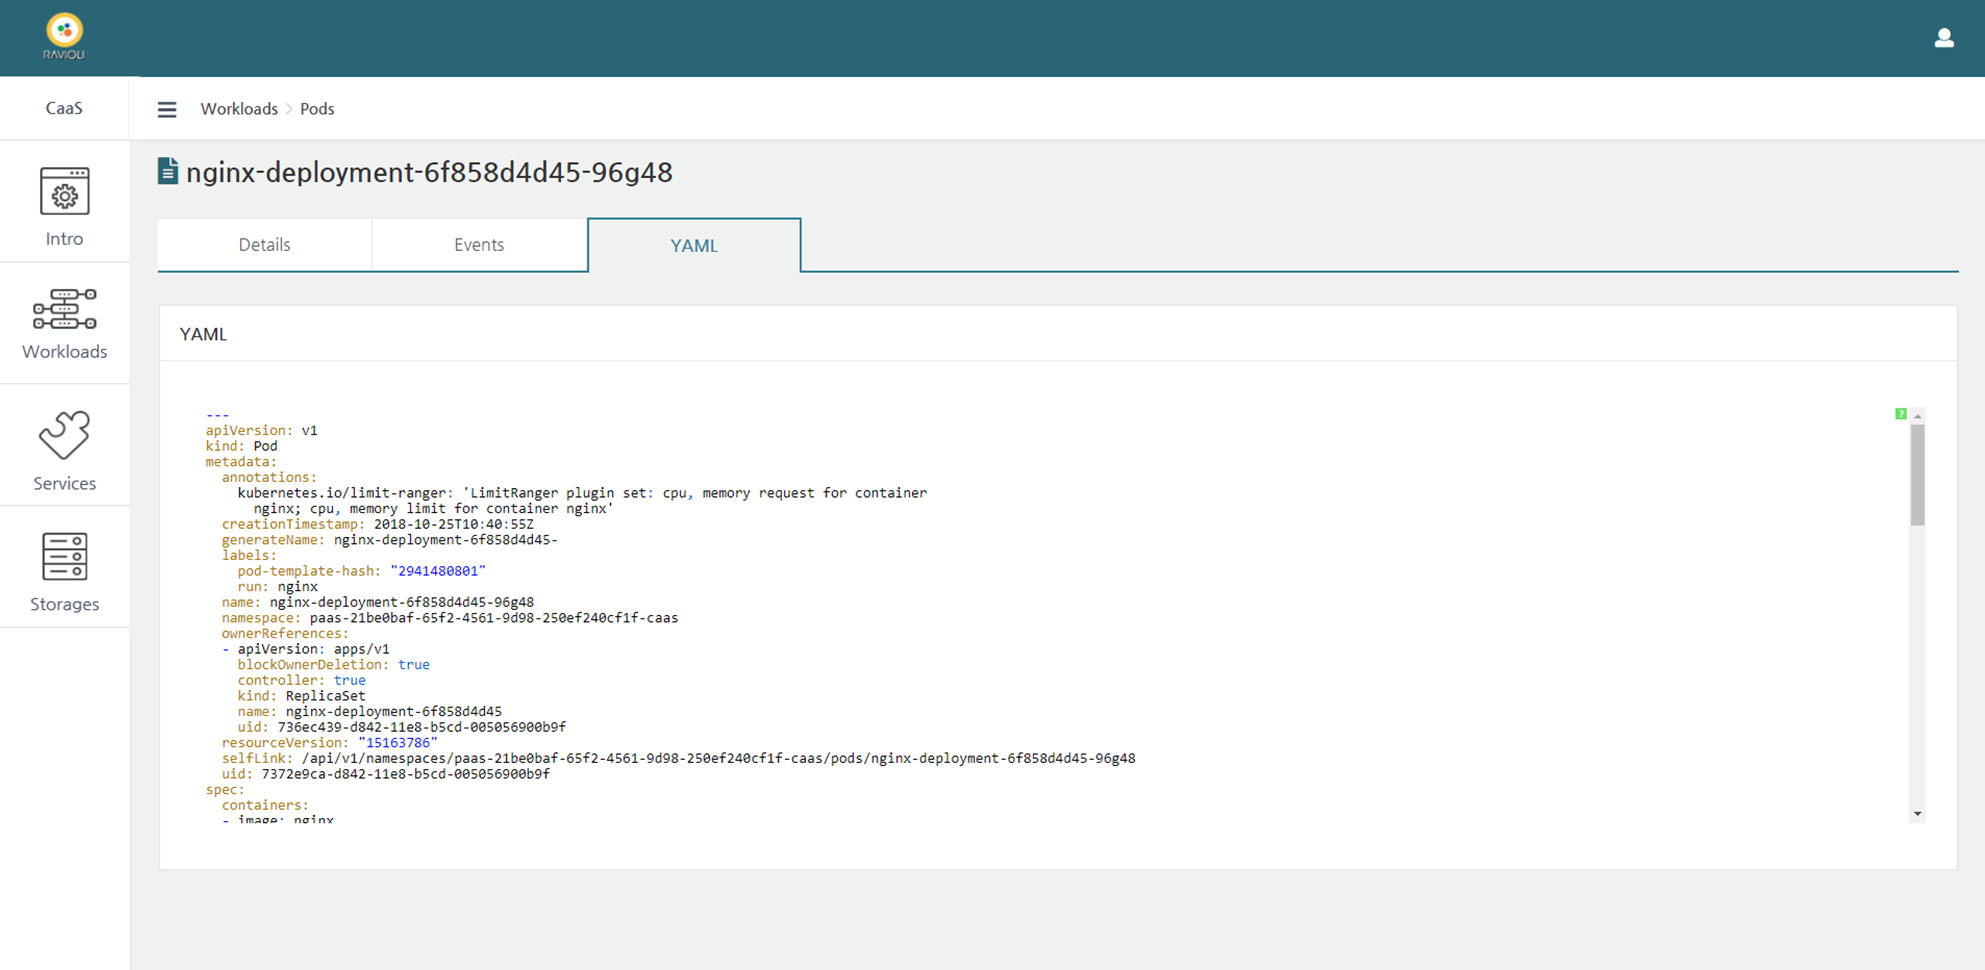 RAVIOLI
CaaS
Workloads > Pods
Intro
Workloads
Services
Storages
nginx-deployment-6f858d4d45-96g48
Details Events YAML
YAML
---
apiVersion: v1
kind: Pod
metadata:
  annotations:
    kubernetes.io/limit-ranger: 'LimitRanger plugin set: cpu, memory request for container
      nginx; cpu, memory limit for container nginx'
  creationTimestamp: 2018-10-25T10:40:55Z
  generateName: nginx-deployment-6f858d4d45-
  labels:
    pod-template-hash: "2941480801"
    run: nginx
  name: nginx-deployment-6f858d4d45-96g48
  namespace: paas-21be0baf-65f2-4561-9d98-250ef240cf1f-caas
  ownerReferences:
  - apiVersion: apps/v1
    blockOwnerDeletion: true
    controller: true
    kind: ReplicaSet
    name: nginx-deployment-6f858d4d45
    uid: 736ec439-d842-11e8-b5cd-005056900b9f
  resourceVersion: "15163786"
  selfLink: /api/v1/namespaces/paas-21be0baf-65f2-4561-9d98-250ef240cf1f-caas/pods/nginx-deployment-6f858d4d45-96g48
  uid: 7372e9ca-d842-11e8-b5cd-005056900b9f
spec:
  containers:
  - image: nginx
?